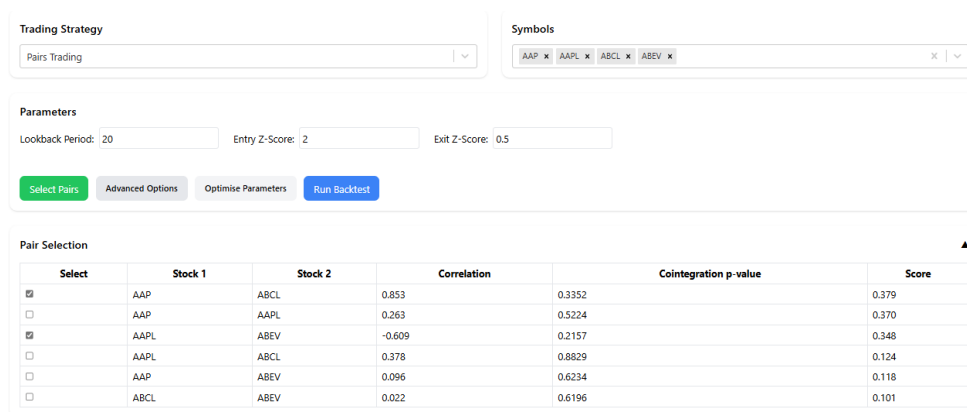 Trading Strategy
Pairs Trading
Symbols
AAP × AAPL × ABCL × ABEV ×
Parameters
Lookback Period: 20 Entry Z-Score: 2 Exit Z-Score: 0.5
Select Pairs Advanced Options Optimise Parameters Run Backtest
Pair Selection
Select Stock 1 Stock 2 Correlation Cointegration p-value Score
AAP ABCL 0.853 0.3352 0.379
AAP AAPL 0.263 0.5224 0.370
AAPL ABEV -0.609 0.2157 0.348
AAPL ABCL 0.378 0.8829 0.124
AAP ABEV 0.096 0.6234 0.118
ABCL ABEV 0.022 0.6196 0.101